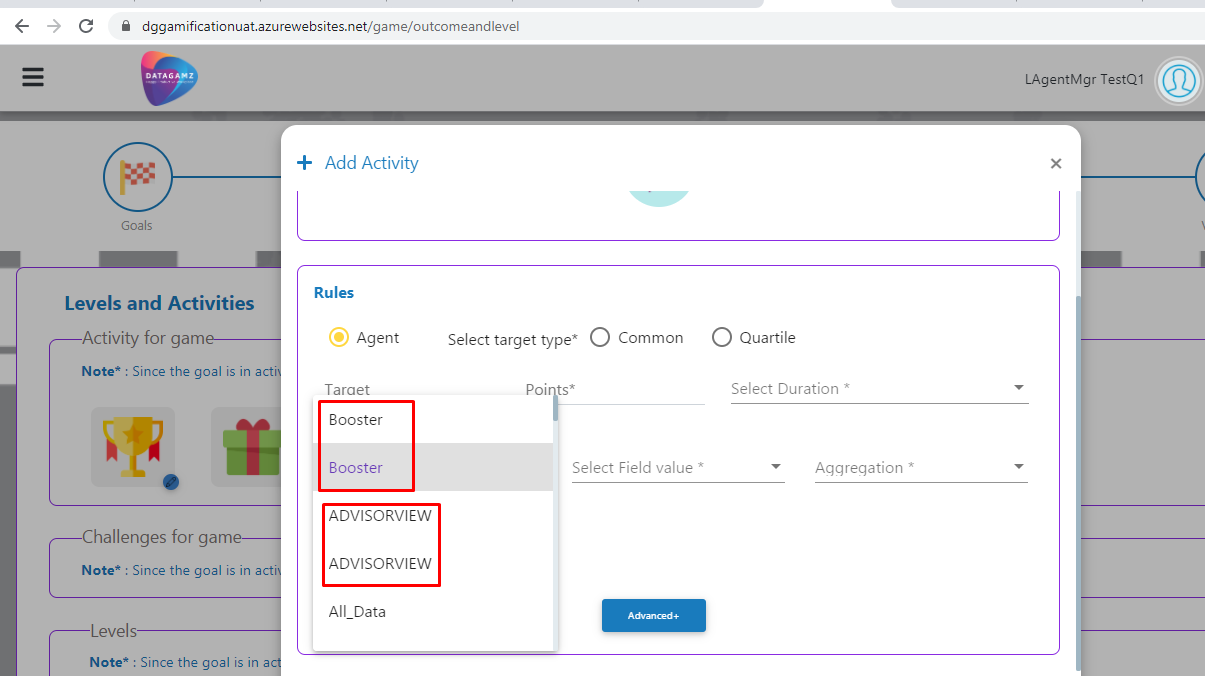 dggamificationuat.azurewebsites.net/game/outcomeandlevel
DATAGAMZ
LAgentMgr TestQ1
+ Add Activity
×
Goals
Rules
Agent
Select target type*
Common
Quartile
Target
Points*
Select Duration *
Booster
Booster
ADVISORVIEW
ADVISORVIEW
All_Data
Select Field value *
Aggregation *
Advanced+
Levels and Activities
Activity for game
Note* : Since the goal is in activ
Challenges for game
Note* : Since the goal is in activ
Levels
Note* : Since the goal is in act